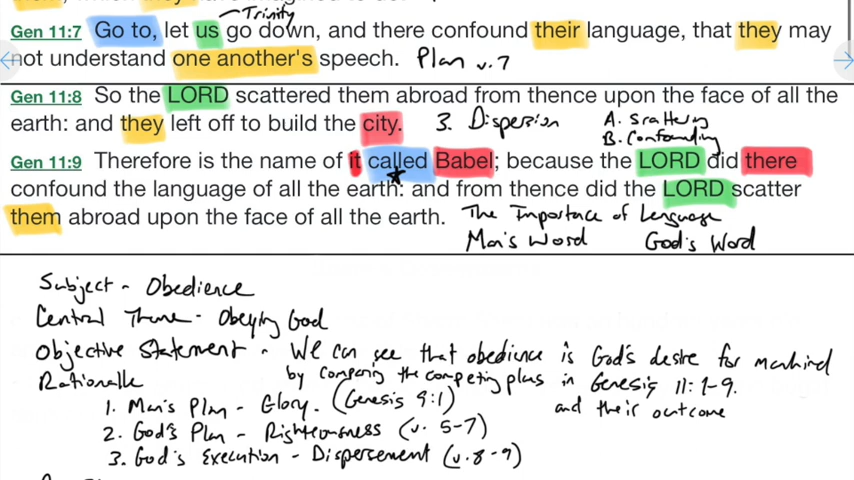 Trinity
Gen 11:7 Go to, let us go down, and there confound their language, that they may
not understand one another's speech. Plan v.7
Gen 11:8 So the LORD scattered them abroad from thence upon the face of all the
earth: and they left off to build the city. 3. Dispersion A. Scattering
B. Confounding
Gen 11:9 Therefore is the name of it called Babel; because the LORD did there
confound the language of all the earth: and from thence did the LORD scatter
them abroad upon the face of all the earth. The Importance of Language
Man's Word God's Word
Subject - Obedience
Central Theme - Obeying God
Objective Statement - We can see that obedience is God's desire for mankind
by comparing the competing plans in Genesis 11:1-9.
and their outcome
Rationalle
1. Man's Plan - Glory. (Genesis 9:1)
2. God's Plan - Righteousness (v. 5-7)
3. God's Execution - Dispersement (v. 8-9)